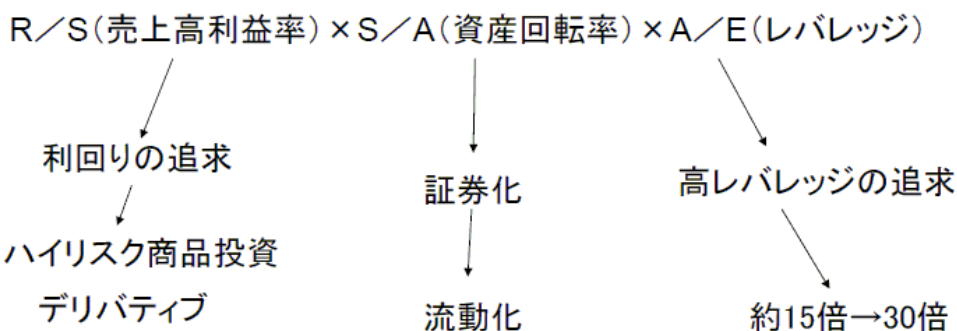 R／S(売上高利益率)×S／A(資産回転率)×A／E(レバレッジ)
利回りの追求
証券化
高レバレッジの追求
ハイリスク商品投資
デリバティブ
流動化
約15倍→30倍